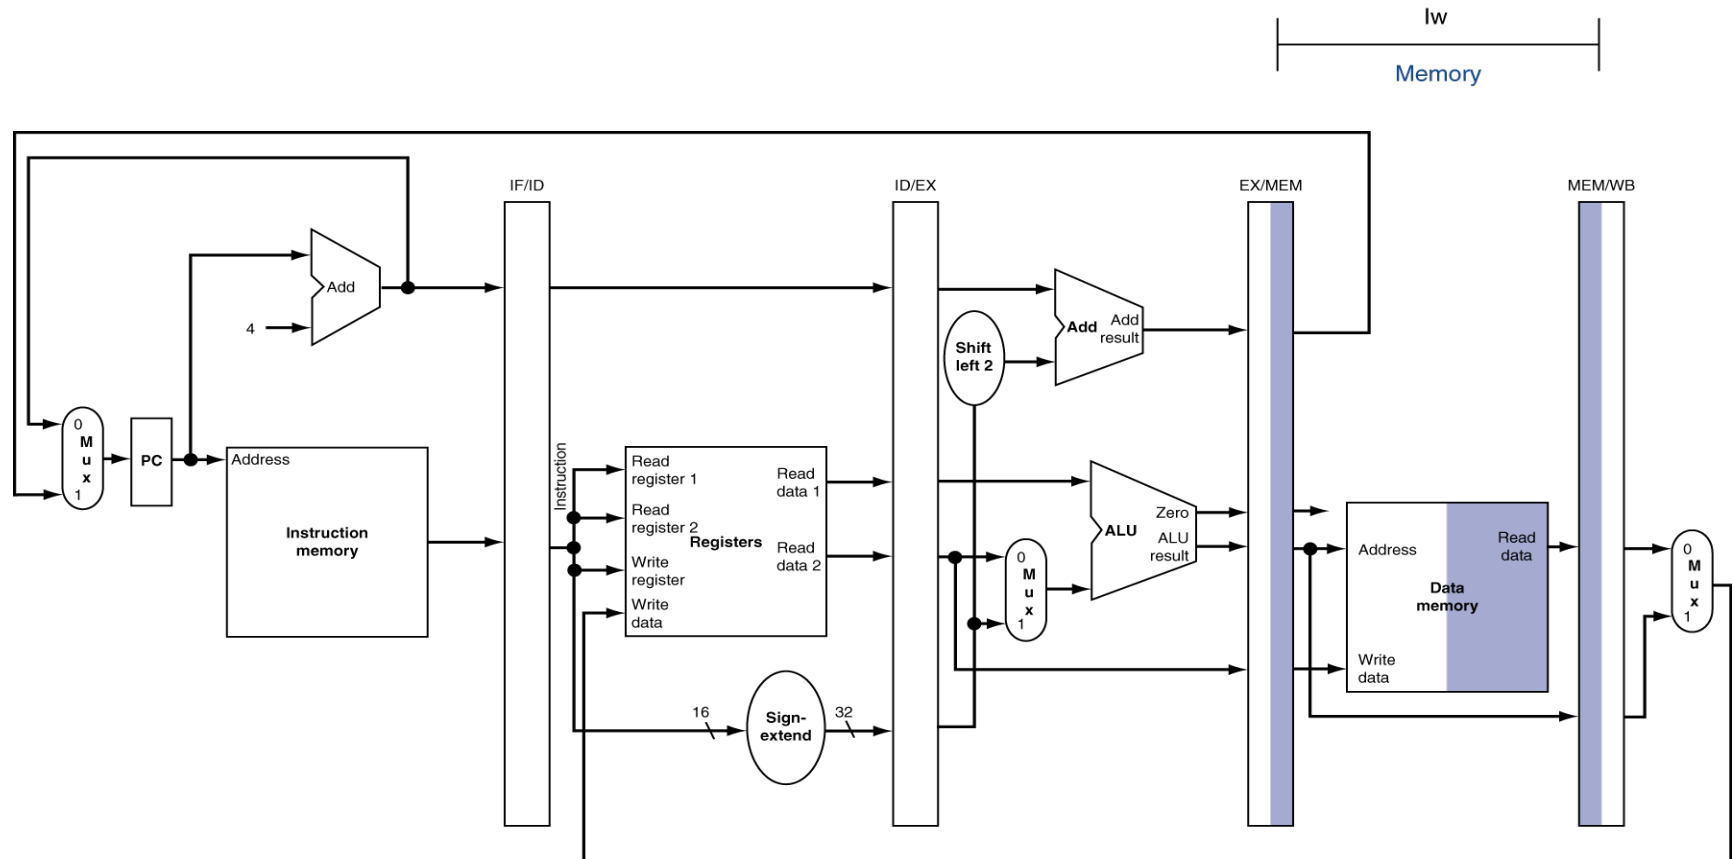 lw
Memory
IF/ID
ID/EX
EX/MEM
MEM/WB
Add
4
Shift
left 2
Add
Add
result
0
M
u
x
1
PC
Address
Instruction
memory
Instruction
Read
register 1
Read
register 2
Write
register
Write
data
Registers
Read
data 1
Read
data 2
16
Sign-
extend
32
0
M
u
x
1
ALU
Zero
ALU
result
Address
Write
data
Data
memory
Read
data
0
M
u
x
1